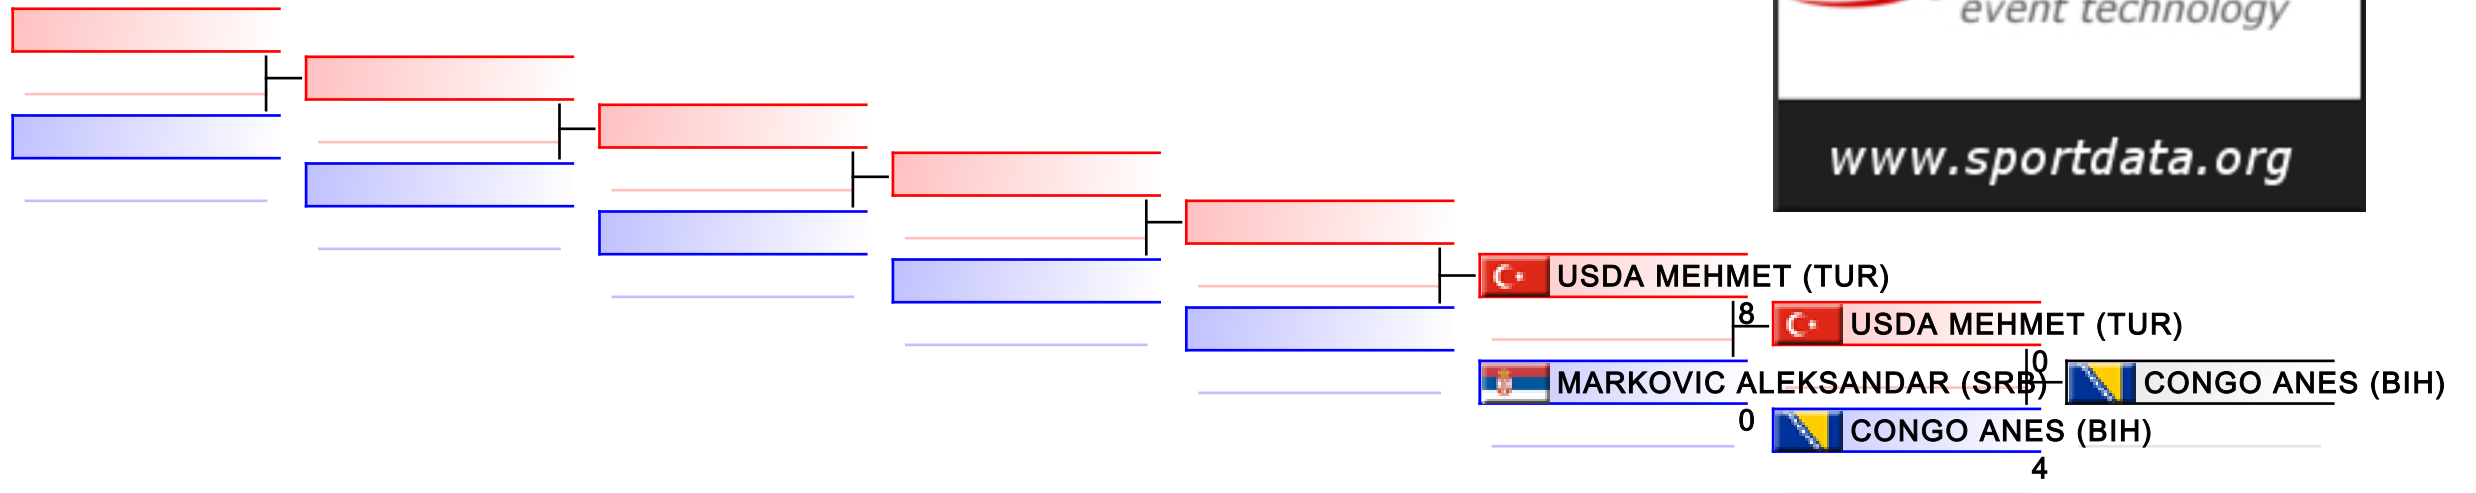 event technology
www.sportdata.org
USDA MEHMET (TUR)
8
USDA MEHMET (TUR)
0
MARKOVIC ALEKSANDAR (SRB)
CONGO ANES (BIH)
0
CONGO ANES (BIH)
4